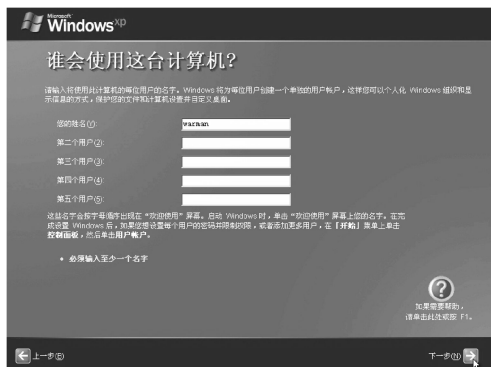 Microsoft
Windows xp
谁会使用这台计算机?
请输入将使用此计算机的每位用户的名字。Windows 将为每位用户创建一个单独的用户帐户,这样您可以个人化 Windows 组织和显
示信息的方式,保护您的文件和计算机设置并自定义桌面。
您的姓名(Y):
warman
第二个用户(2):
第三个用户(3):
第四个用户(4):
第五个用户(5):
这些名字会按字母顺序出现在“欢迎使用”屏幕。启动 Windows 时,单击“欢迎使用”屏幕上您的名字。在完
成设置 Windows 后,如果您想设置每个用户的密码并限制权限,或者添加更多用户,在「开始」菜单上单击
控制面板,然后单击用户帐户。
• 必须输入至少一个名字
如果需要帮助,
请单击此处或按 F1。
上一步(B)
下一步(N)